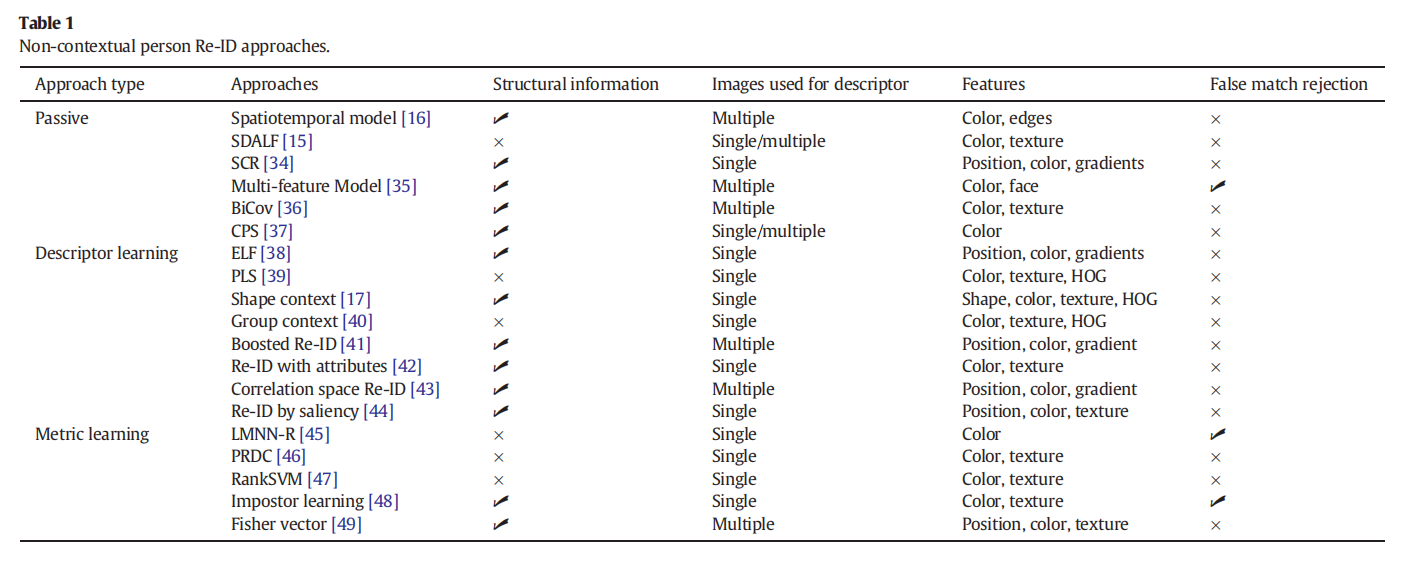 Table 1
Non-contextual person Re-ID approaches.
Approach type Approaches Structural information Images used for descriptor Features False match rejection
Passive Spatiotemporal model [16] ✓ Multiple Color, edges ×
SDALF [15] × Single/multiple Color, texture ×
SCR [34] ✓ Single Position, color, gradients ×
Multi-feature Model [35] ✓ Multiple Color, face ✓
BiCov [36] ✓ Multiple Color, texture ×
CPS [37] ✓ Single/multiple Color ×
Descriptor learning ELF [38] ✓ Single Position, color, gradients ×
PLS [39] × Single Color, texture, HOG ×
Shape context [17] ✓ Single Shape, color, texture, HOG ×
Group context [40] × Single Color, texture, HOG ×
Boosted Re-ID [41] ✓ Multiple Position, color, gradient ×
Re-ID with attributes [42] ✓ Single Color, texture ×
Correlation space Re-ID [43] ✓ Multiple Position, color, gradient ×
Re-ID by saliency [44] ✓ Single Position, color, texture ×
Metric learning LMNN-R [45] × Single Color ✓
PRDC [46] × Single Color, texture ×
RankSVM [47] × Single Color, texture ×
Impostor learning [48] ✓ Single Color, texture ✓
Fisher vector [49] ✓ Multiple Position, color, texture ×